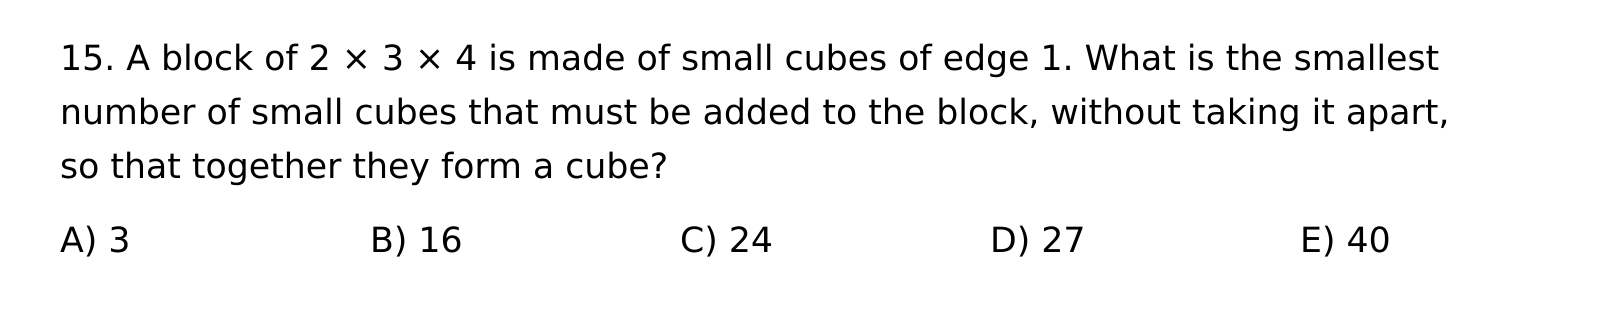 15. A block of 2 × 3 × 4 is made of small cubes of edge 1. What is the smallest
number of small cubes that must be added to the block, without taking it apart,
so that together they form a cube?
A) 3 B) 16 C) 24 D) 27 E) 40